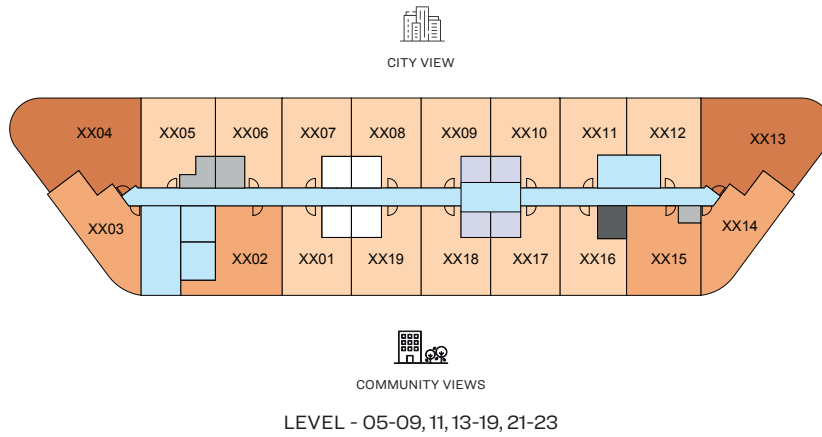 CITY VIEW
XX04 XX05 XX06 XX07 XX08 XX09 XX10 XX11 XX12 XX13
XX03 XX02 XX01 XX19 XX18 XX17 XX16 XX15 XX14
COMMUNITY VIEWS
LEVEL - 05-09, 11, 13-19, 21-23